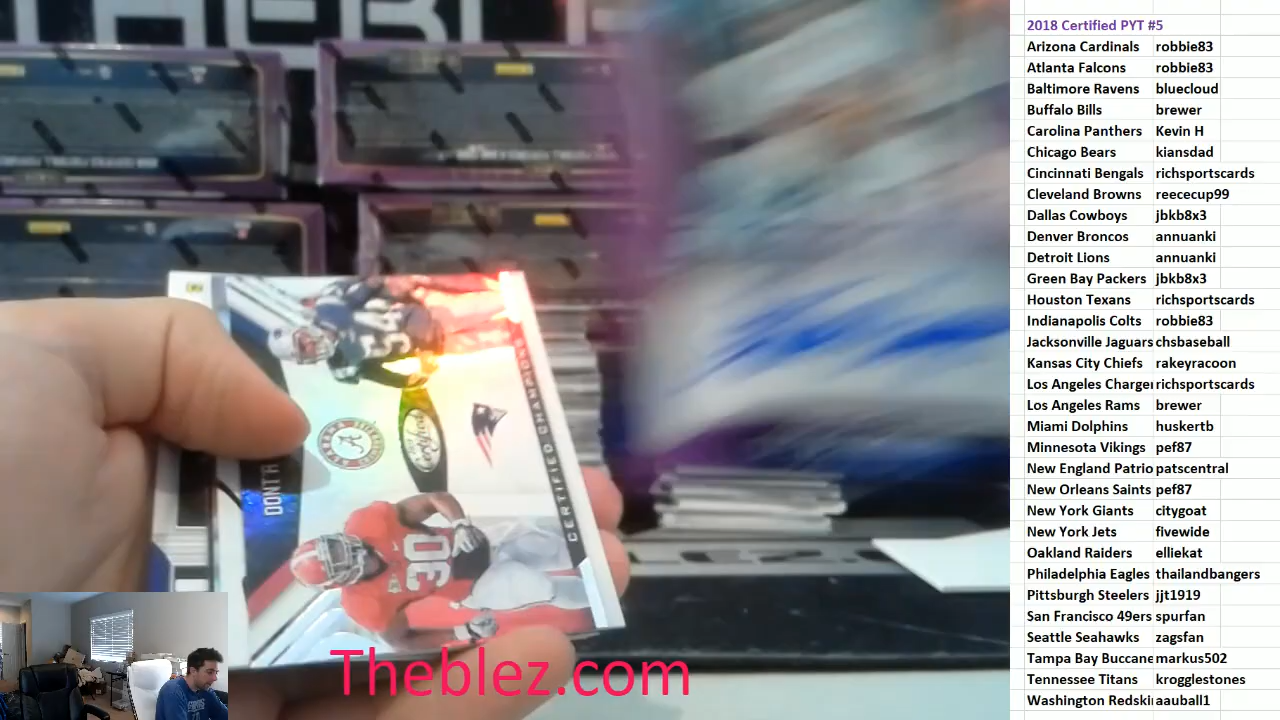 2018 Certified PYT #5
Arizona Cardinals robbie83
Atlanta Falcons robbie83
Baltimore Ravens bluecloud
Buffalo Bills brewer
Carolina Panthers Kevin H
Chicago Bears kiansdad
Cincinnati Bengals richsportscards
Cleveland Browns reececup99
Dallas Cowboys jbkb8x3
Denver Broncos annuanki
Detroit Lions annuanki
Green Bay Packers jbkb8x3
Houston Texans richsportscards
Indianapolis Colts robbie83
Jacksonville Jaguars chsbaseball
Kansas City Chiefs rakeyracoon
Los Angeles Charger richsportscards
Los Angeles Rams brewer
Miami Dolphins huskertb
Minnesota Vikings pef87
New England Patrio patscentral
New Orleans Saints pef87
New York Giants citygoat
New York Jets fivewide
Oakland Raiders elliekat
Philadelphia Eagles thailandbangers
Pittsburgh Steelers jjt1919
San Francisco 49ers spurfan
Seattle Seahawks zagsfan
Tampa Bay Buccane markus502
Tennessee Titans krogglestones
Washington Redski aauball1
54
DONT'A
Certified
CERTIFIED CHAMPIONS
30
Theblez.com